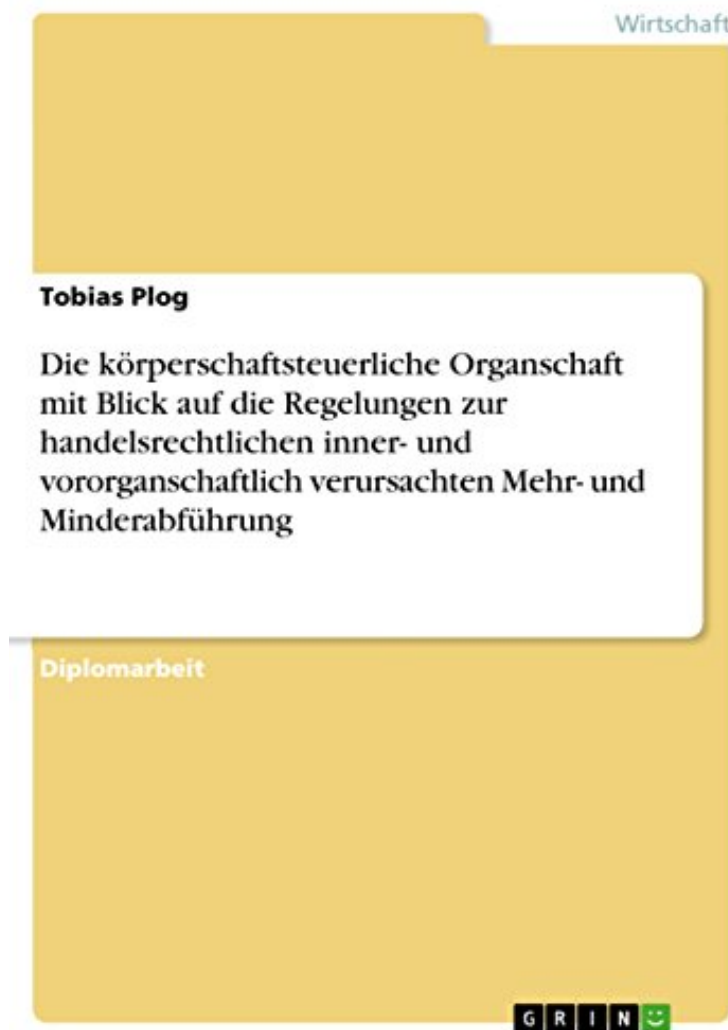 Wirtschaft
Tobias Plog
Die körperschaftsteuerliche Organschaft
mit Blick auf die Regelungen zur
handelsrechtlichen inner- und
vororganschaftlich verursachten Mehr- und
Minderabführung
Diplomarbeit
GRIN